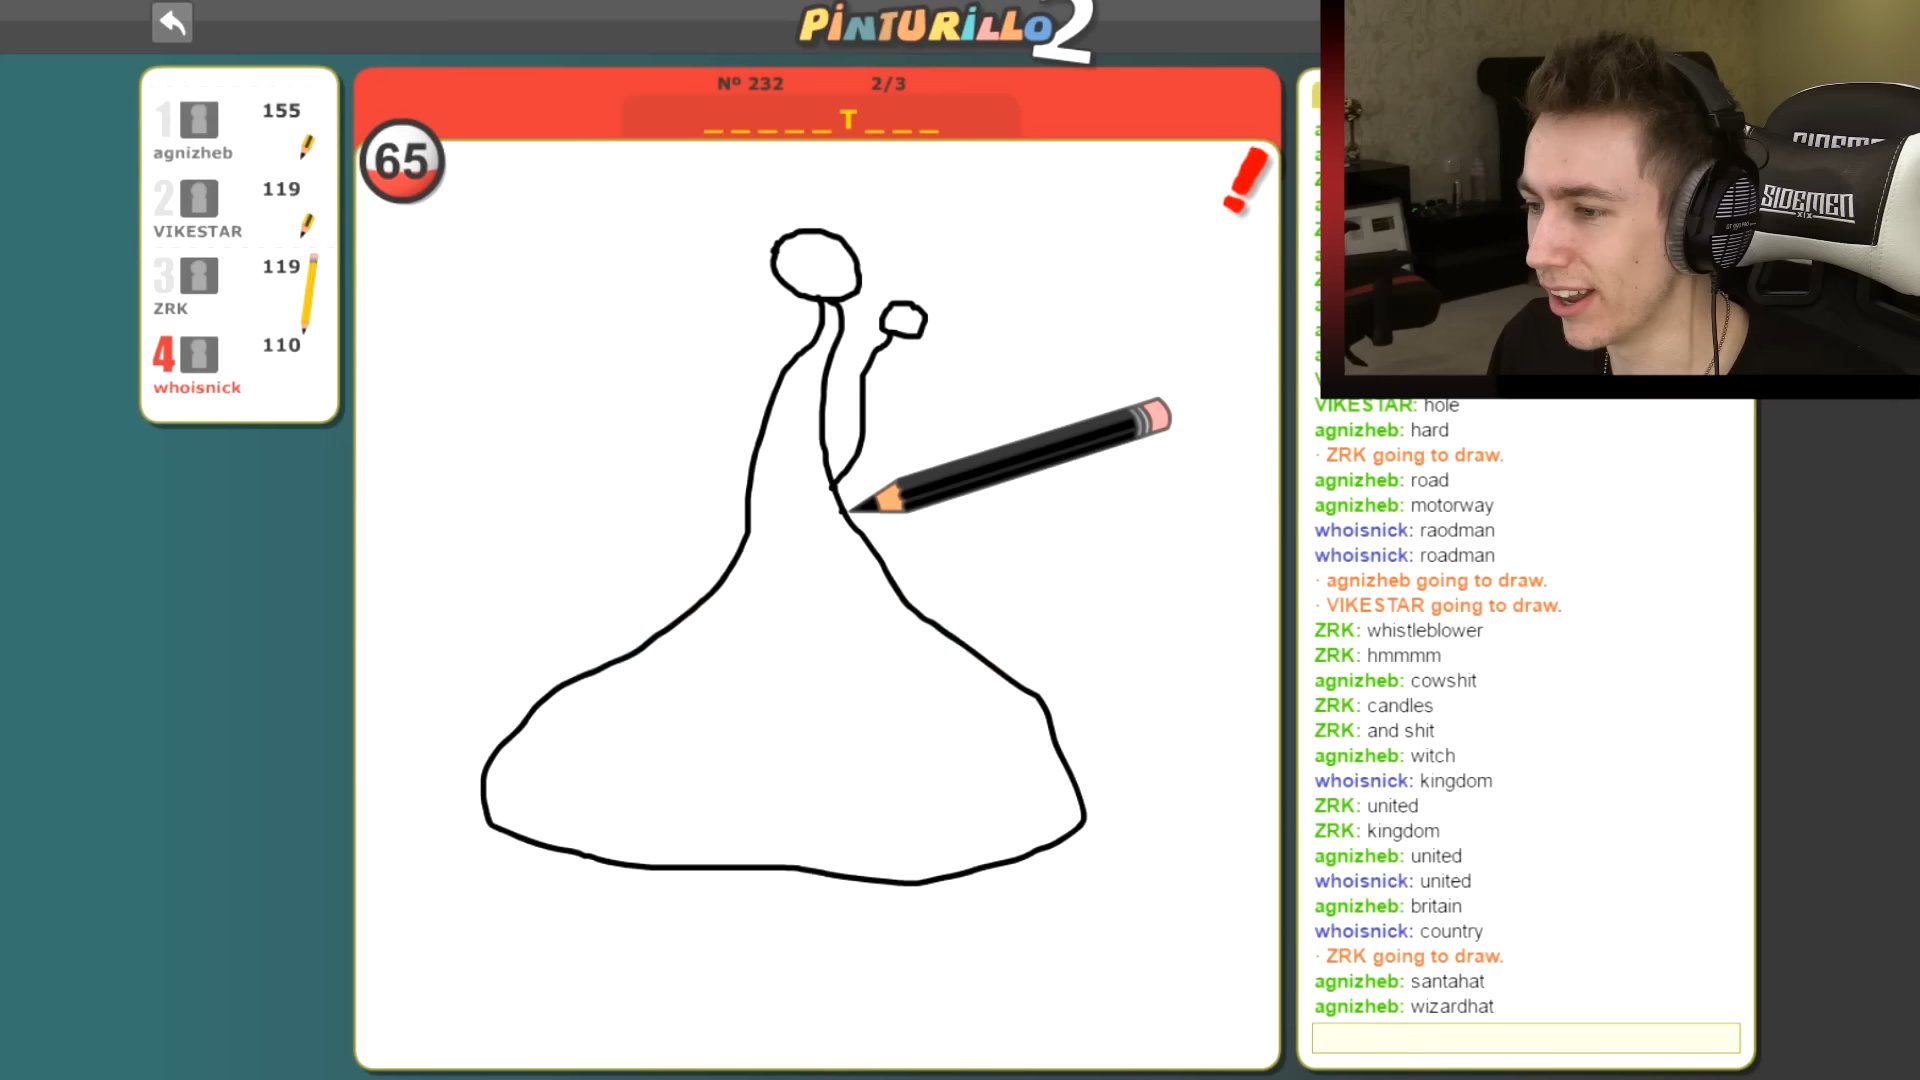 PiNTURiLLO 2
Nº 232 2/3
_ _ _ _ _ T _ _ _
65
1 155
agnizheb
2 119
VIKESTAR
3 119
ZRK
4 110
whoisnick
SIDEMEN
XIX
VIKESTAR: hole
agnizheb: hard
· ZRK going to draw.
agnizheb: road
agnizheb: motorway
whoisnick: raodman
whoisnick: roadman
· agnizheb going to draw.
· VIKESTAR going to draw.
ZRK: whistleblower
ZRK: hmmmm
agnizheb: cowshit
ZRK: candles
ZRK: and shit
agnizheb: witch
whoisnick: kingdom
ZRK: united
ZRK: kingdom
agnizheb: united
whoisnick: united
agnizheb: britain
whoisnick: country
· ZRK going to draw.
agnizheb: santahat
agnizheb: wizardhat